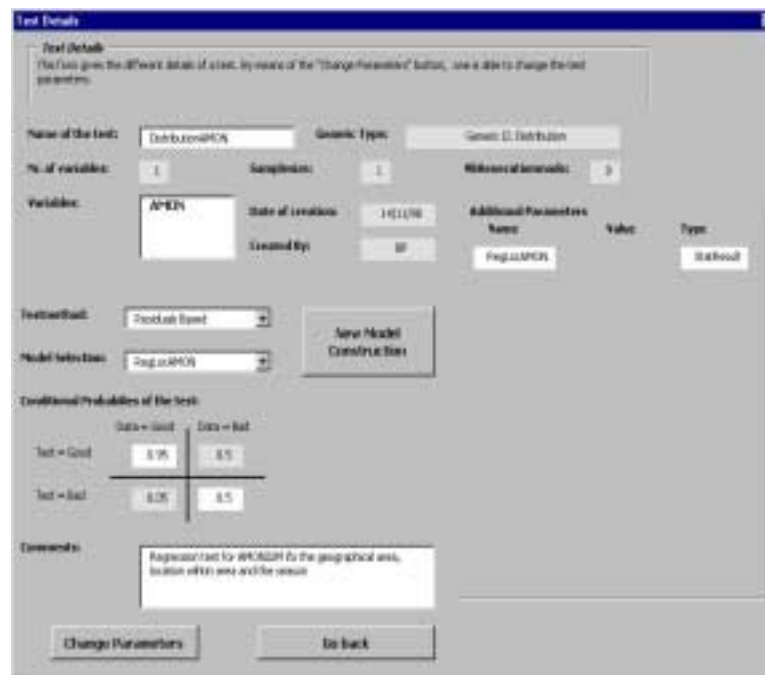 Test Details
Test Details
This form gives the different details of a test. By means of the "Change Parameters" button, one is able to change the test
parameters.
Name of the test: DistributionAMON Generic Type: Generic 1D Distribution
Nr. of variables: 1 Samplesize: 1
Variables: AMON Date of creation: Additional Parameters
Name Value Type
Created By: RegLocAMON StatResult
Testmethod: Residuals Based New Model
Construction
Model Selection: RegLocAMON
Conditional Probabilities of the test:
Data = Good Data = Bad
Test = Good 0.95 0.5
Test = Bad 0.05 0.5
Comments: Regression test for the geographical area,
location within area and the season
Change Parameters Go back